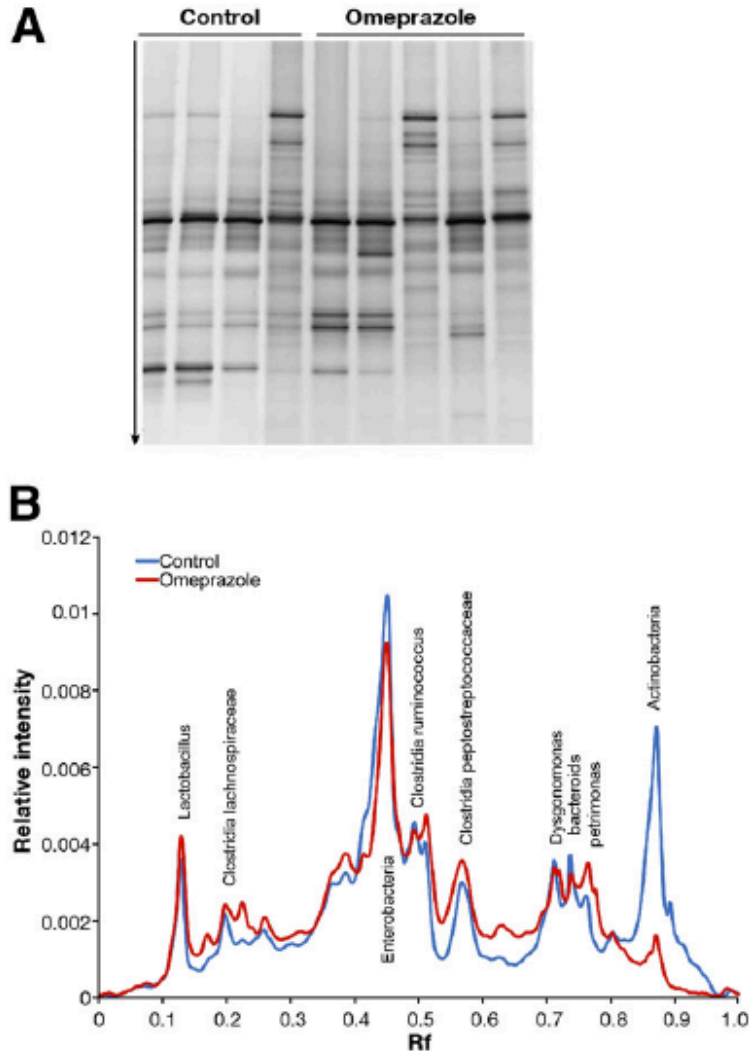 A
Control
Omeprazole
B
0.012
0.01
0.008
0.006
0.004
0.002
0
Relative intensity
Control
Omeprazole
Lactobacillus
Clostridia lachnospiraceae
Enterobacteria
Clostridia ruminococcus
Clostridia peptostreptococcaceae
Dysgonomonas
bacteroids
petrimonas
Actinobacteria
0 0.1 0.2 0.3 0.4 0.5 0.6 0.7 0.8 0.9 1.0
Rf